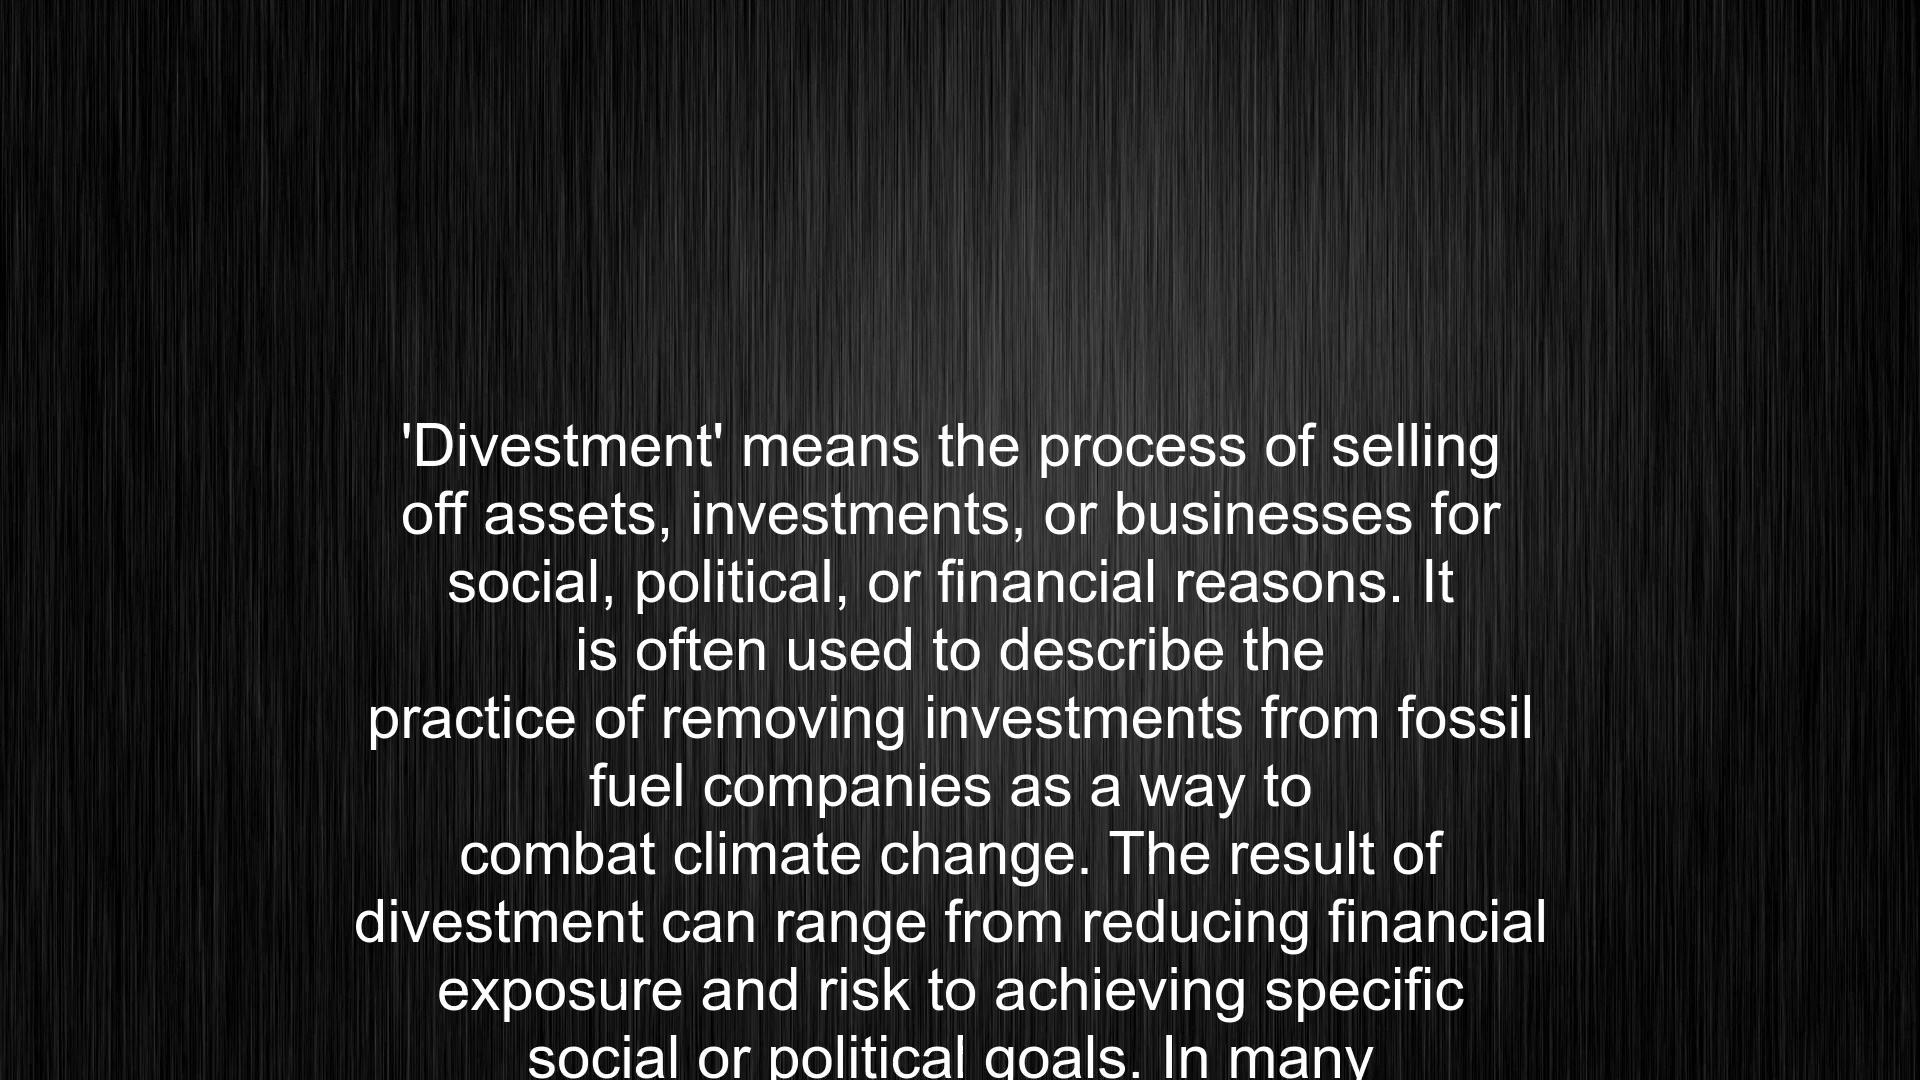 'Divestment' means the process of selling
off assets, investments, or businesses for
social, political, or financial reasons. It
is often used to describe the
practice of removing investments from fossil
fuel companies as a way to
combat climate change. The result of
divestment can range from reducing financial
exposure and risk to achieving specific
social or political goals. In many